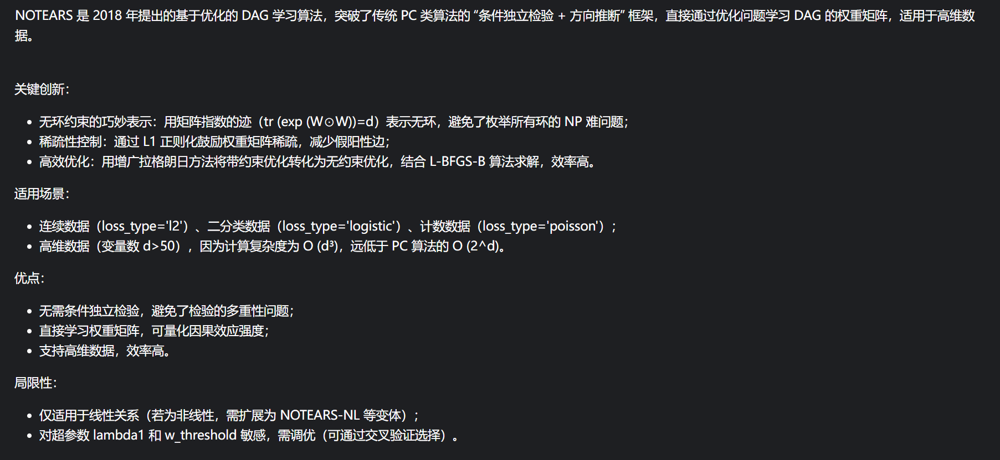 NOTEARS 是 2018 年提出的基于优化的 DAG 学习算法，突破了传统 PC 类算法的 “条件独立检验 + 方向推断” 框架，直接通过优化问题学习 DAG 的权重矩阵，适用于高维数
据。
关键创新：
• 无环约束的巧妙表示：用矩阵指数的迹（tr (exp (W⊙W))=d）表示无环，避免了枚举所有环的 NP 难问题；
• 稀疏性控制：通过 L1 正则化鼓励权重矩阵稀疏，减少假阳性边；
• 高效优化：用增广拉格朗日方法将带约束优化转化为无约束优化，结合 L-BFGS-B 算法求解，效率高。
适用场景：
• 连续数据（loss_type='l2'）、二分类数据（loss_type='logistic'）、计数数据（loss_type='poisson'）；
• 高维数据（变量数 d>50），因为计算复杂度为 O (d³)，远低于 PC 算法的 O (2^d)。
优点：
• 无需条件独立检验，避免了检验的多重性问题；
• 直接学习权重矩阵，可量化因果效应强度；
• 支持高维数据，效率高。
局限性：
• 仅适用于线性关系（若为非线性，需扩展为 NOTEARS-NL 等变体）；
• 对超参数 lambda1 和 w_threshold 敏感，需调优（可通过交叉验证选择）。